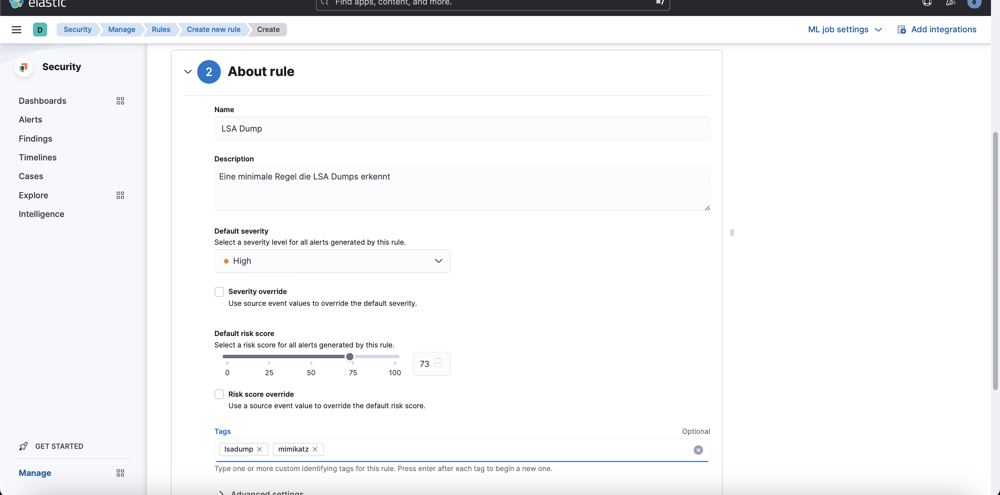 elastic
Find apps, content, and more.
⌘/
e
D
Security
Manage
Rules
Create new rule
Create
ML job settings
Add integrations
Security
Dashboards
Alerts
Findings
Timelines
Cases
Explore
Intelligence
GET STARTED
Manage
2
About rule
Name
LSA Dump
Description
Eine minimale Regel die LSA Dumps erkennt
Default severity
Select a severity level for all alerts generated by this rule.
High
Severity override
Use source event values to override the default severity.
Default risk score
Select a risk score for all alerts generated by this rule.
73
0 25 50 75 100
Risk score override
Use a source event value to override the default risk score.
Tags
Optional
lsadump
mimikatz
Type one or more custom identifying tags for this rule. Press enter after each tag to begin a new one.
Advanced settings